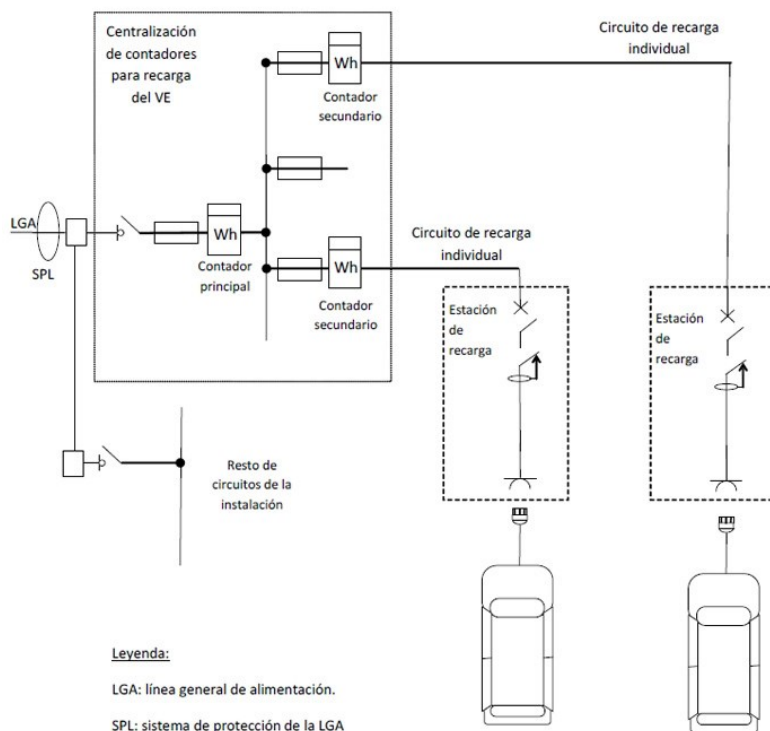 Centralización
de contadores
para recarga
del VE
Wh
Contador
secundario
Circuito de recarga
individual
LGA
SPL
Wh
Contador
principal
Wh
Contador
secundario
Circuito de recarga
individual
Estación
de
recarga
Estación
de
recarga
Resto de
circuitos de la
instalación
Leyenda:
LGA: línea general de alimentación.
SPL: sistema de protección de la LGA